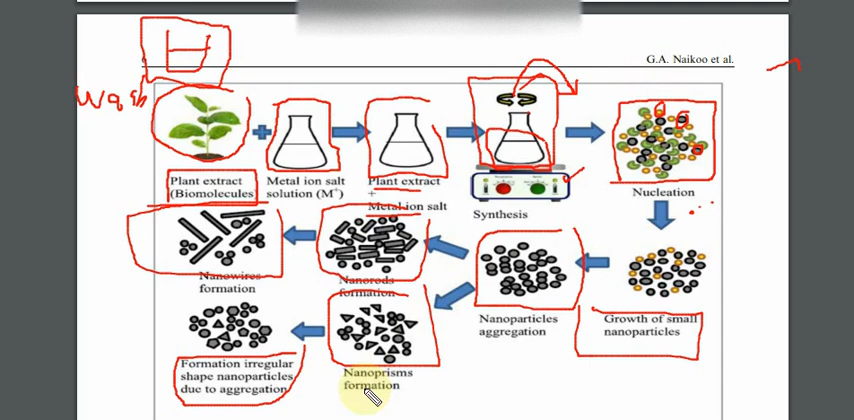 G.A. Naikoo et al.
Wash
Plant extract
(Biomolecules)
Metal ion salt
solution (M+)
Plant extract
+
Metal ion salt
Synthesis
Nucleation
Nanowires
formation
Nanorods
formation
Nanoparticles
aggregation
Growth of small
nanoparticles
Formation irregular
shape nanoparticles
due to aggregation
Nanoprisms
formation